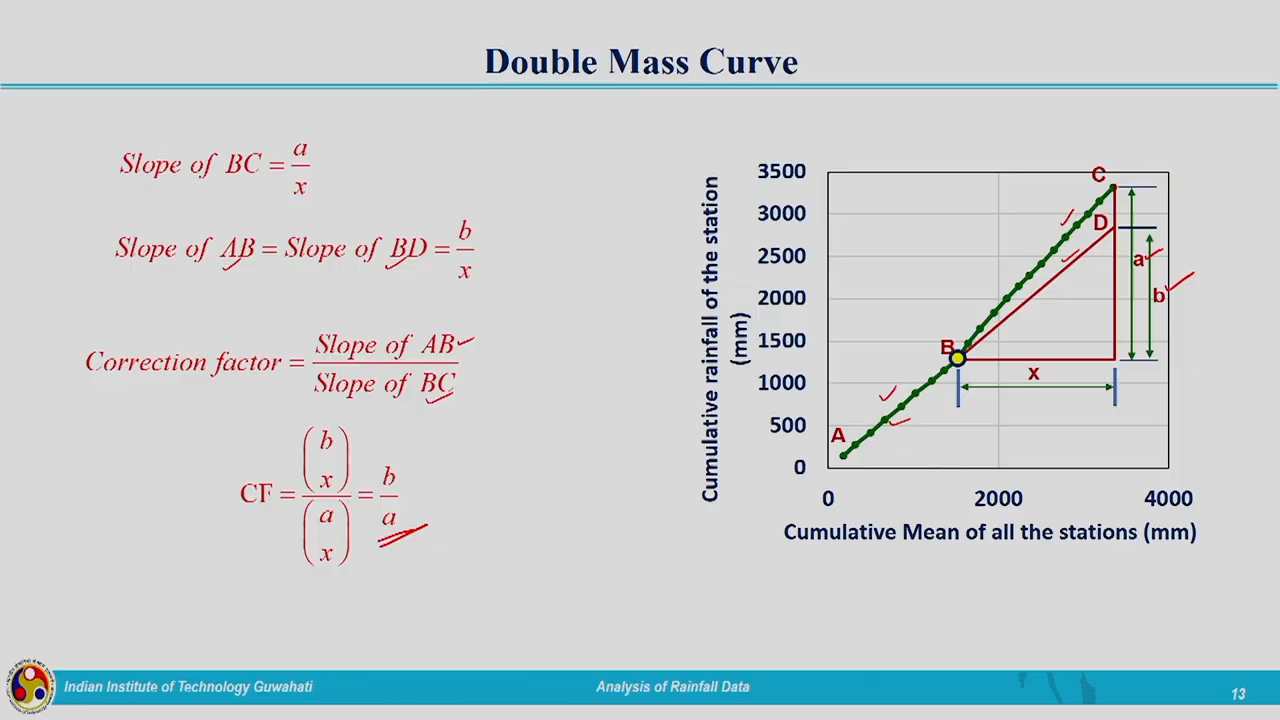 Double Mass Curve
Slope of BC = a/x
Slope of AB = Slope of BD = b/x
Correction factor = Slope of AB / Slope of BC
CF = (b/x) / (a/x) = b/a
Cumulative rainfall of the station
(mm)
3500
3000
2500
2000
1500
1000
500
0
C
D
a
b
B
x
A
0 2000 4000
Cumulative Mean of all the stations (mm)
Indian Institute of Technology Guwahati
Analysis of Rainfall Data
13